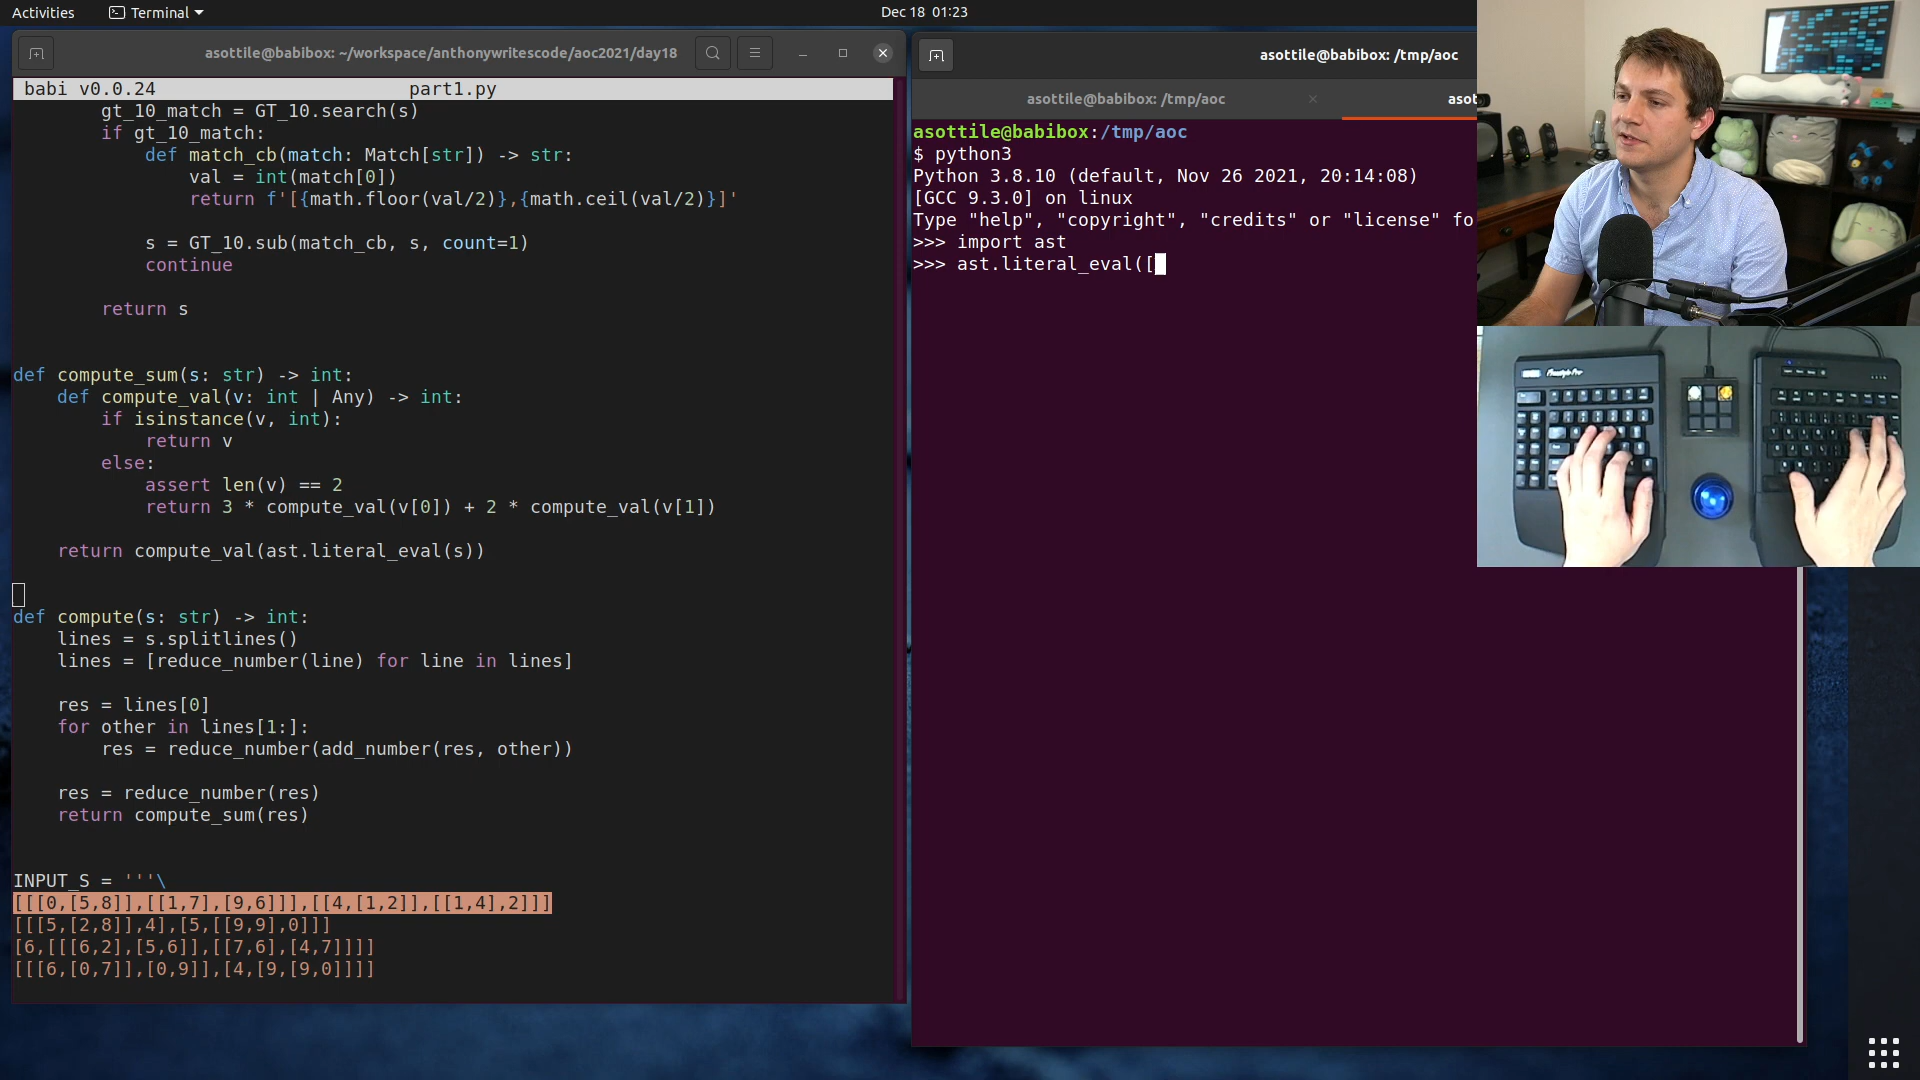 Activities
Terminal
Dec 18 01:23
asottile@babibox: ~/workspace/anthonywritescode/aoc2021/day18
babi v0.0.24 part1.py
gt_10_match = GT_10.search(s)
if gt_10_match:
def match_cb(match: Match[str]) -> str:
val = int(match[0])
return f'[{math.floor(val/2)},{math.ceil(val/2)}]'
s = GT_10.sub(match_cb, s, count=1)
continue
return s
def compute_sum(s: str) -> int:
def compute_val(v: int | Any) -> int:
if isinstance(v, int):
return v
else:
assert len(v) == 2
return 3 * compute_val(v[0]) + 2 * compute_val(v[1])
return compute_val(ast.literal_eval(s))
def compute(s: str) -> int:
lines = s.splitlines()
lines = [reduce_number(line) for line in lines]
res = lines[0]
for other in lines[1:]:
res = reduce_number(add_number(res, other))
res = reduce_number(res)
return compute_sum(res)
INPUT_S = '''\
[[[0,[5,8]],[[1,7],[9,6]]],[[4,[1,2]],[[1,4],2]]]
[[[5,[2,8]],4],[5,[[9,9],0]]]
[6,[[[6,2],[5,6]],[[7,6],[4,7]]]]
[[[6,[0,7]],[0,9]],[4,[9,[9,0]]]]
asottile@babibox: /tmp/aoc
asottile@babibox: /tmp/aoc
asot
asottile@babibox:/tmp/aoc
$ python3
Python 3.8.10 (default, Nov 26 2021, 20:14:08)
[GCC 9.3.0] on linux
Type "help", "copyright", "credits" or "license" fo
>>> import ast
>>> ast.literal_eval([
Freestyle Pro